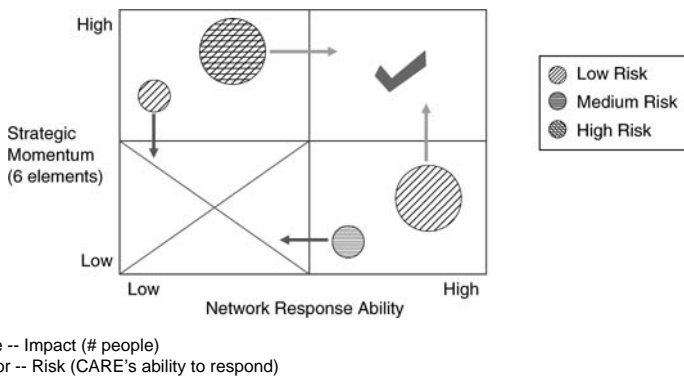 High
Strategic
Momentum
(6 elements)
Low
Low
High
Network Response Ability
Low Risk
Medium Risk
High Risk
e -- Impact (# people)
or -- Risk (CARE's ability to respond)